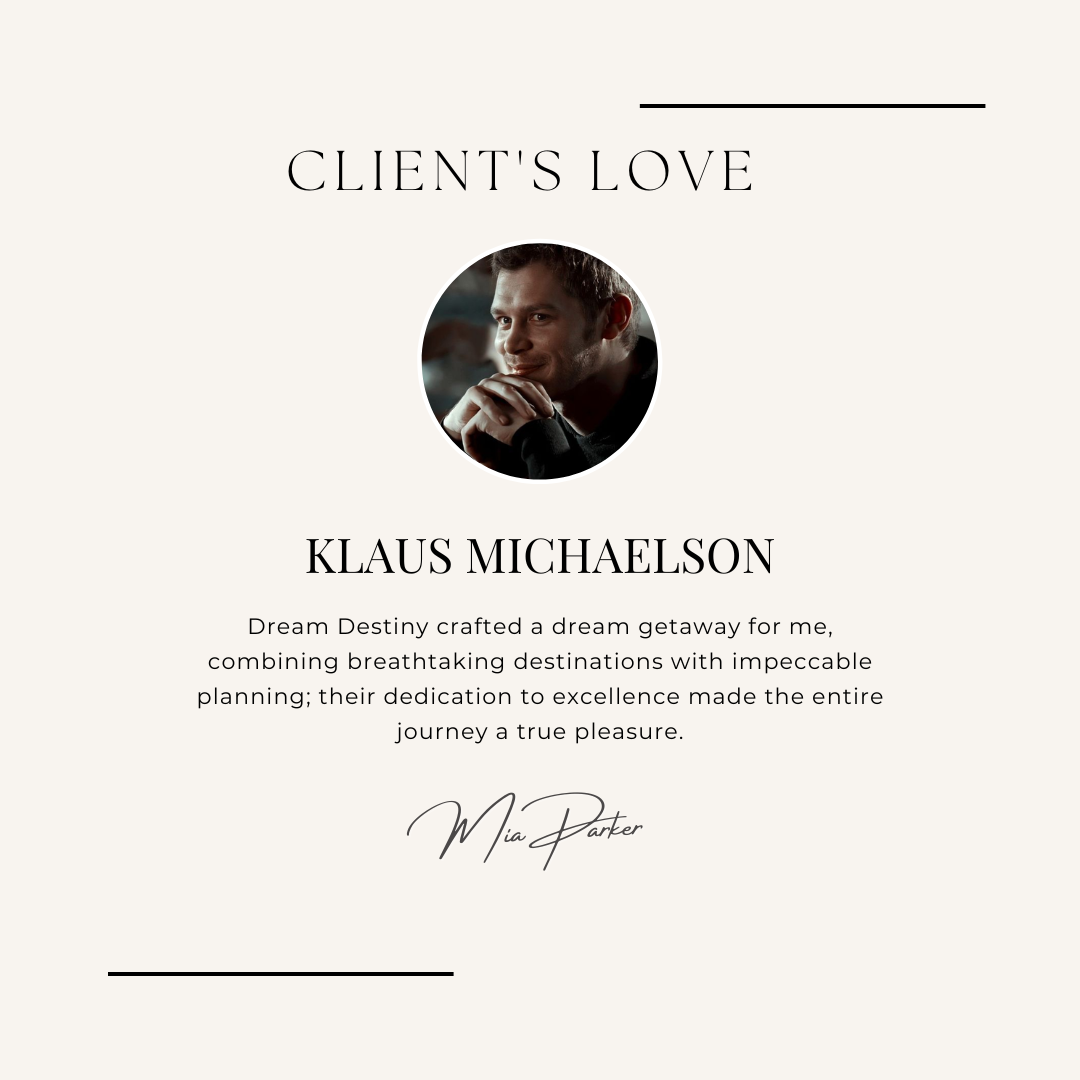 CLIENT'S LOVE
KLAUS MICHAELSON
Dream Destiny crafted a dream getaway for me,
combining breathtaking destinations with impeccable
planning; their dedication to excellence made the entire
journey a true pleasure.
Mia Parker